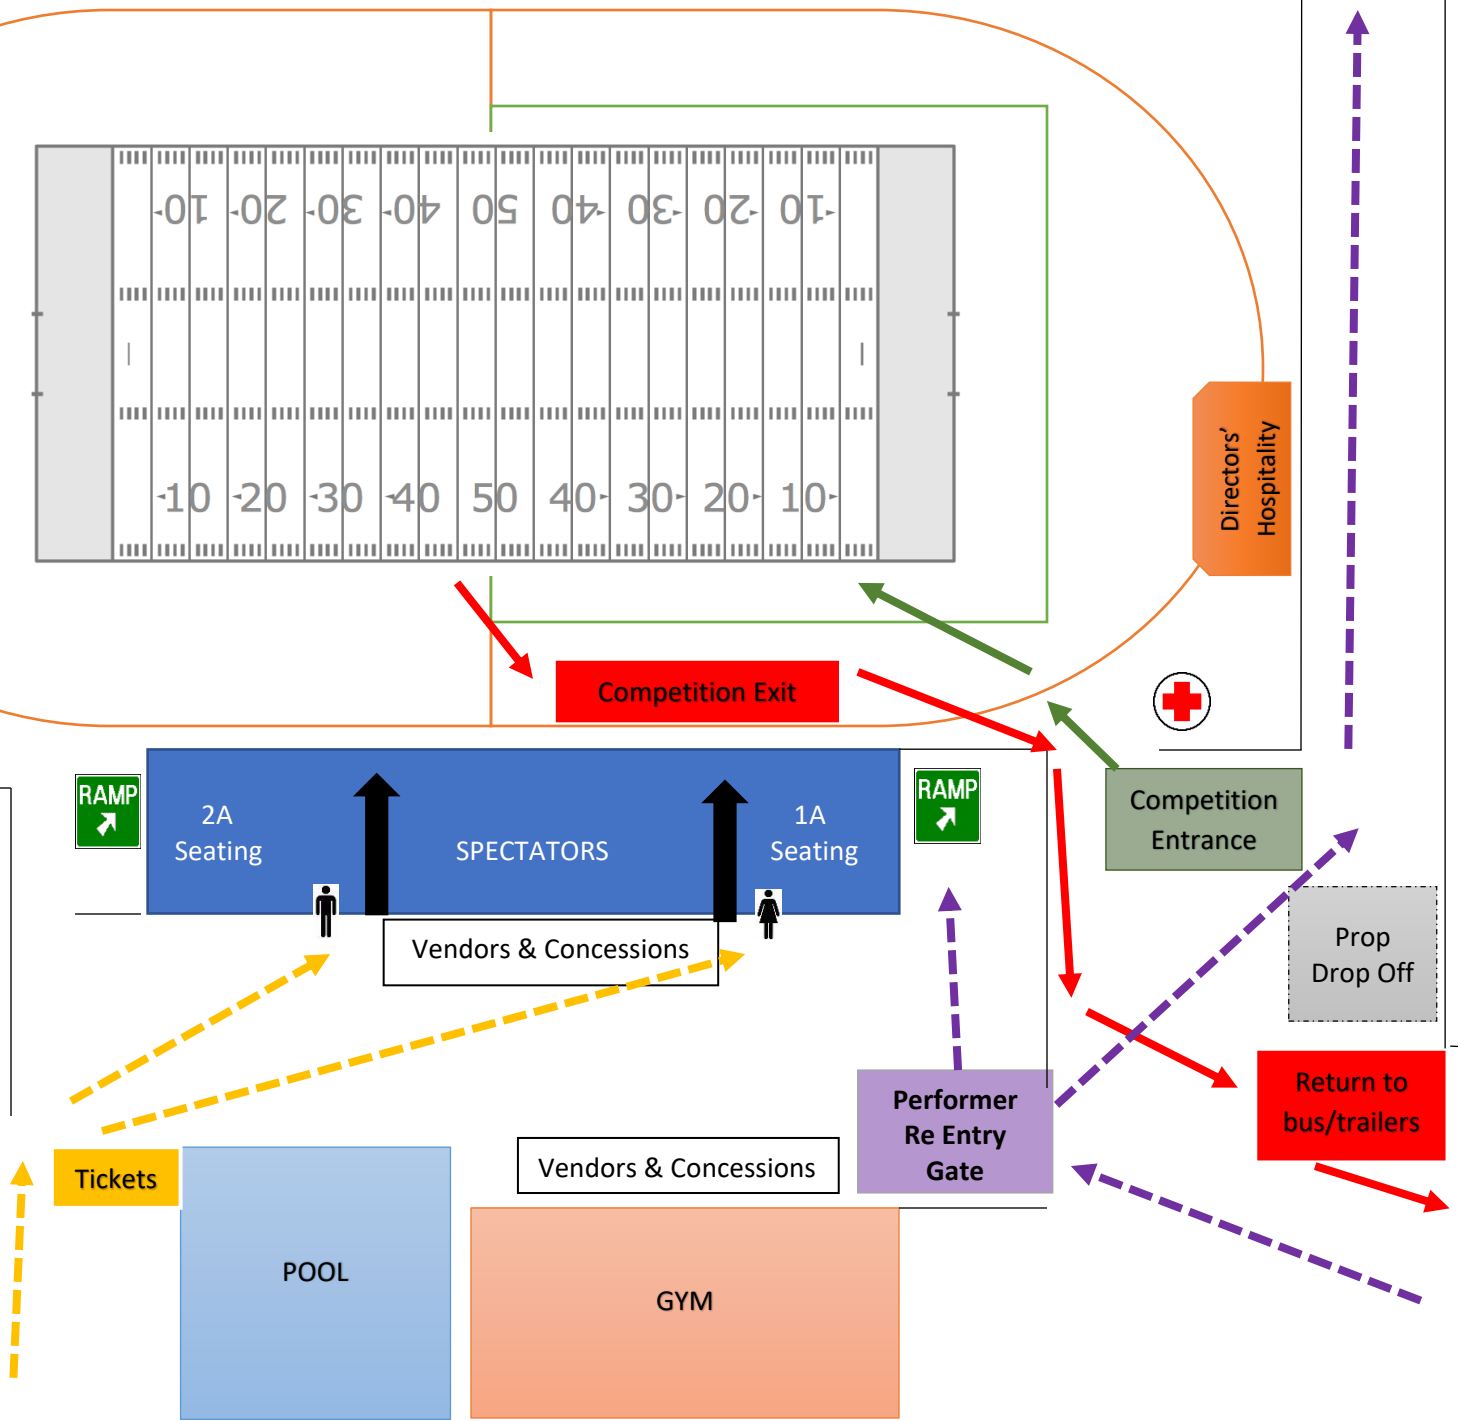 10 20 30 40 50 40 30 20 10
10 20 30 40 50 40 30 20 10
Directors'
Hospitality
Competition Exit
RAMP
2A
Seating
SPECTATORS
1A
Seating
RAMP
Competition
Entrance
Vendors & Concessions
Prop
Drop Off
Return to
bus/trailers
Performer
Re Entry
Gate
Vendors & Concessions
Tickets
POOL
GYM